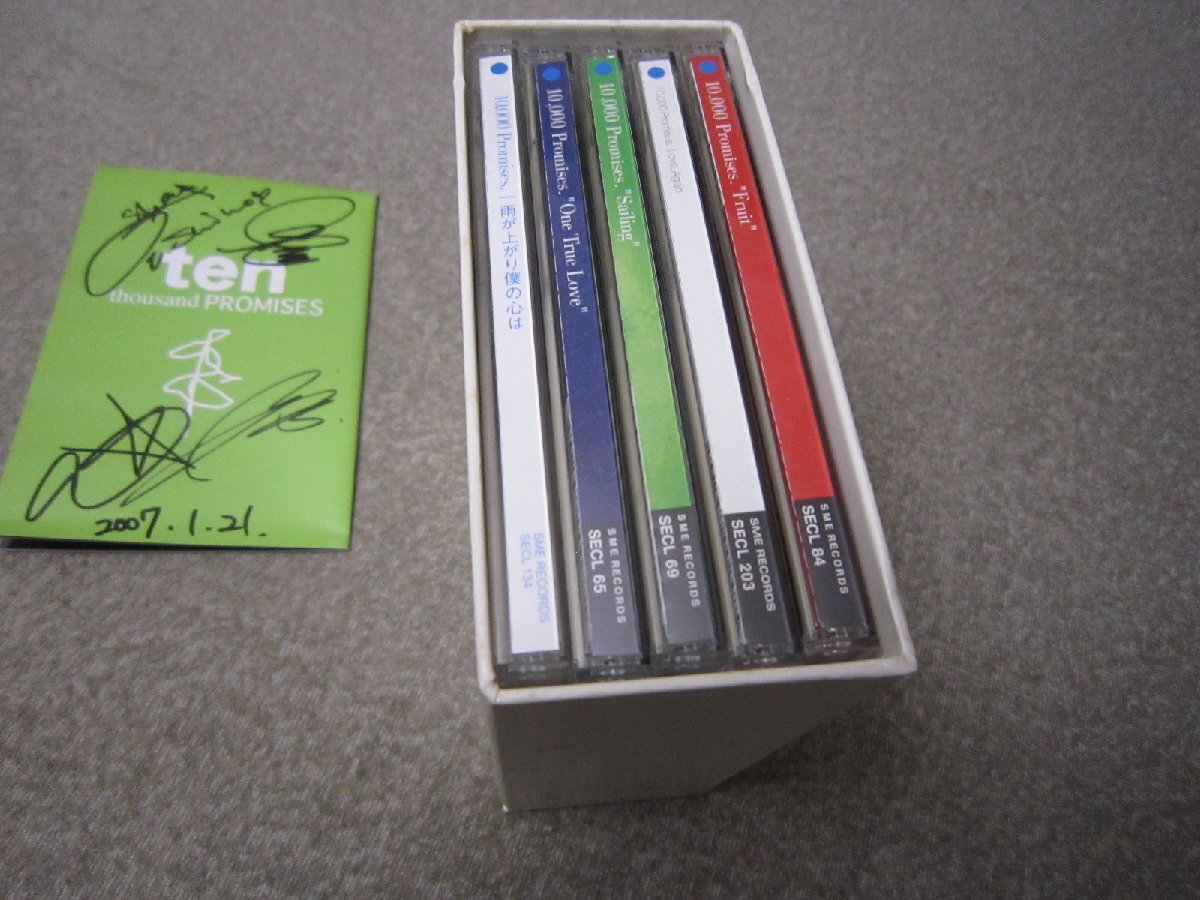 ten
thousand PROMISES
2007.1.21.
10,000 Promises. | 雨が上がり僕の心は
SME RECORDS
SECL 134
10,000 Promises. "One True Love"
SME RECORDS
SECL 65
10,000 Promises. "Sailing"
SME RECORDS
SECL 69
10,000 Promises. Love Again
SME RECORDS
SECL 203
10,000 Promises. "Fruit"
SME RECORDS
SECL 84